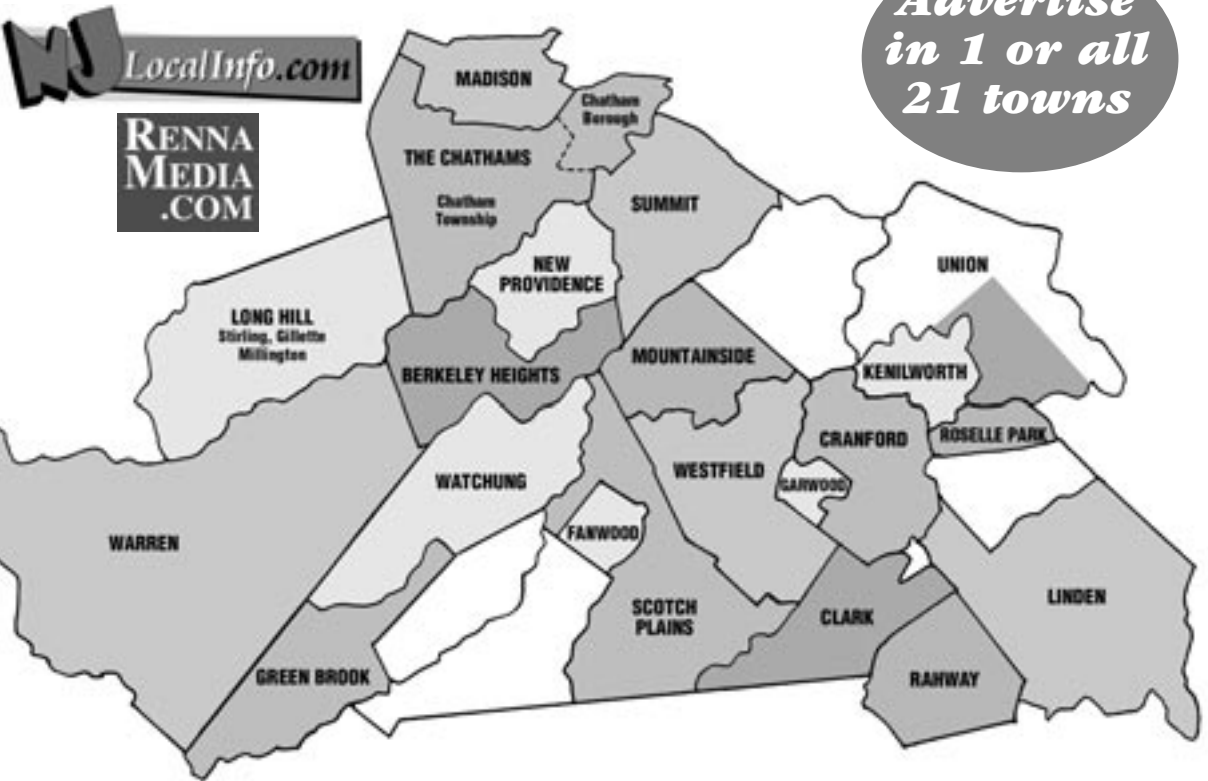 NJ LocalInfo.com
RENNA
MEDIA
.COM
Advertise
in 1 or all
21 towns
MADISON
Chatham
Borough
THE CHATHAMS
Chatham
Township
SUMMIT
NEW
PROVIDENCE
UNION
LONG HILL
Stirling, Gillette
Millington
BERKELEY HEIGHTS
MOUNTAINSIDE
KENILWORTH
CRANFORD
ROSELLE PARK
WATCHUNG
WESTFIELD
GARWOOD
WARREN
FANWOOD
SCOTCH
PLAINS
CLARK
LINDEN
GREEN BROOK
RAHWAY